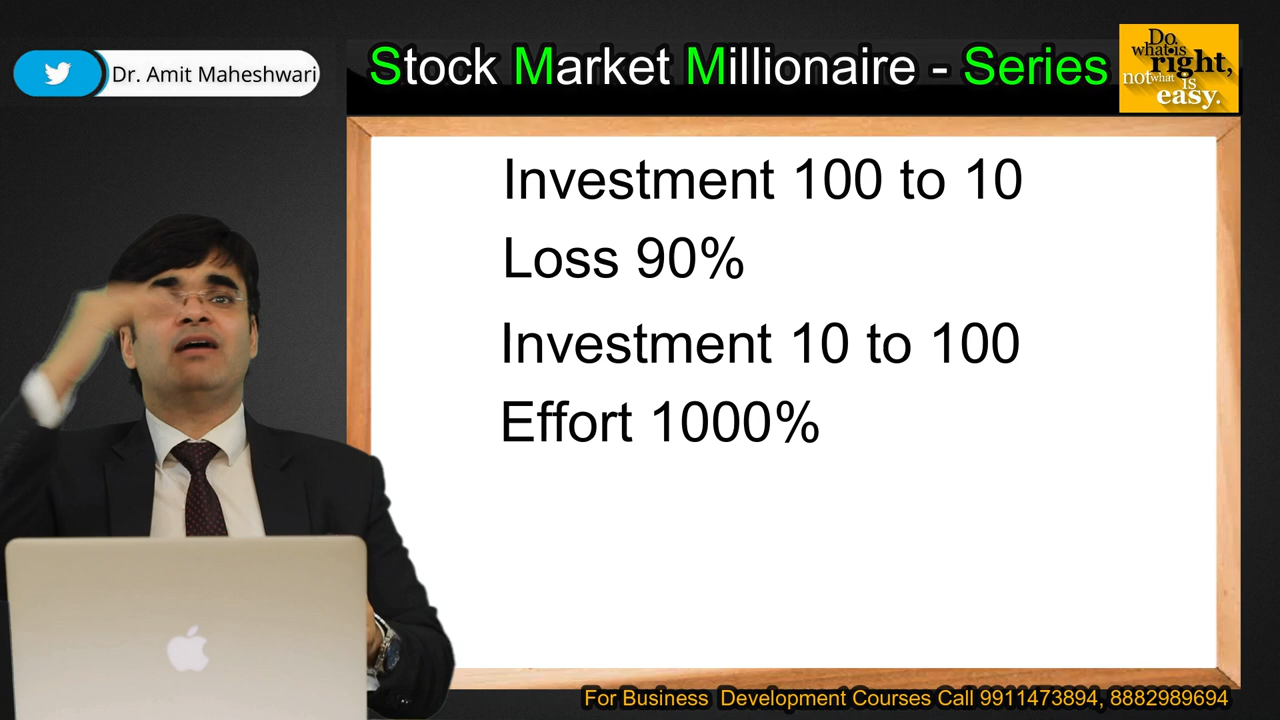 Dr. Amit Maheshwari
Stock Market Millionaire - Series
Do
what is
right,
not what
is
easy.
Investment 100 to 10
Loss 90%
Investment 10 to 100
Effort 1000%
For Business Development Courses Call 9911473894, 8882989694